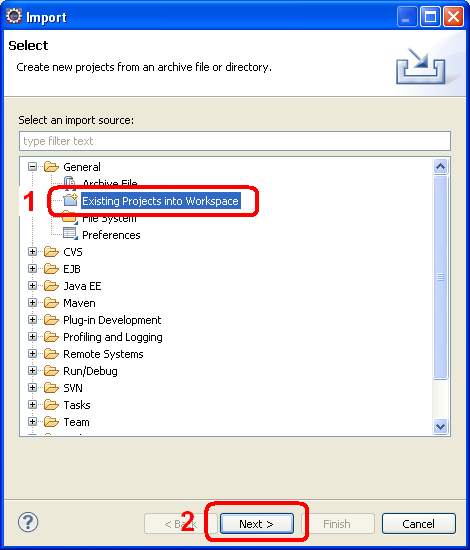 Import
Select
Create new projects from an archive file or directory.
Select an import source:
type filter text
General
Archive File
1
Existing Projects into Workspace
File System
Preferences
CVS
EJB
Java EE
Maven
Plug-in Development
Profiling and Logging
Remote Systems
Run/Debug
SVN
Tasks
Team
? < Back 2 Next > Finish Cancel